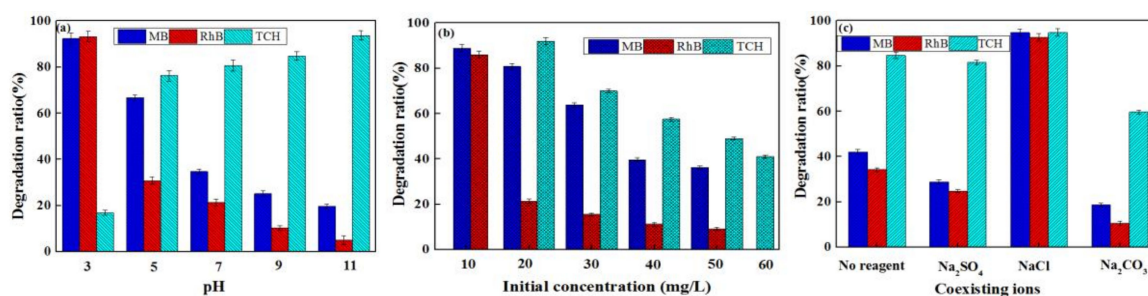 (a)
MB RhB TCH
Degradation ratio(%)
100
80
60
40
20
0
3 5 7 9 11
pH
(b)
MB RhB TCH
Degradation ratio(%)
100
80
60
40
20
0
10 20 30 40 50 60
Initial concentration (mg/L)
(c)
MB RhB TCH
Degradation ratio(%)
100
80
60
40
20
0
No reagent Na₂SO₄ NaCl Na₂CO₃
Coexisting ions